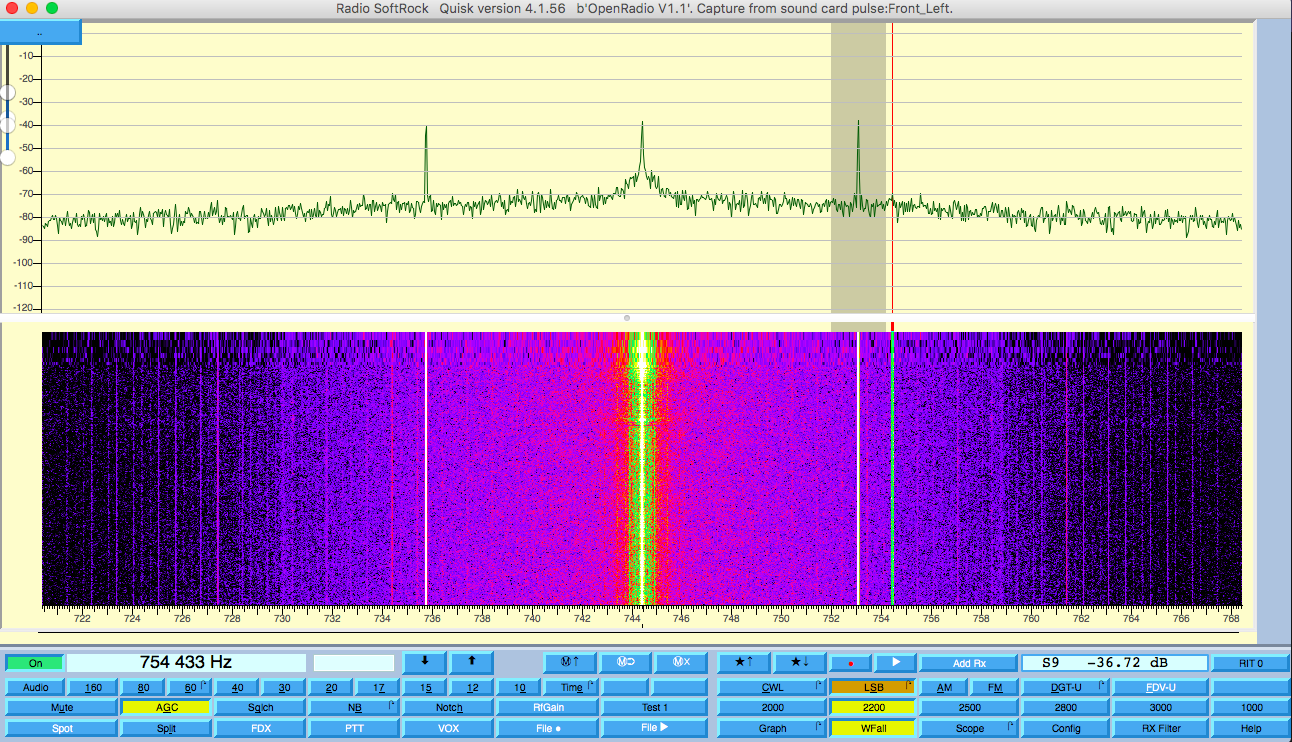 Radio SoftRock Quisk version 4.1.56 b'OpenRadio V1.1'. Capture from sound card pulse:Front_Left.
..
-10
-20
-30
-40
-50
-60
-70
-80
-90
-100
-110
-120
722 724 726 728 730 732 734 736 738 740 742 744 746 748 750 752 754 756 758 760 762 764 766 768
On 754 433 Hz M↑ M⮌ MX ★↑ ★↓ Add Rx S9 -36.72 dB RIT 0
Audio 160 80 60 40 30 20 17 15 12 10 Time CWL LSB AM FM DGT-U FDV-U
Mute AGC Sqlch NB Notch RfGain Test 1 2000 2200 2500 2800 3000 1000
Spot Split FDX PTT VOX File ● File ▶ Graph WFall Scope Config RX Filter Help